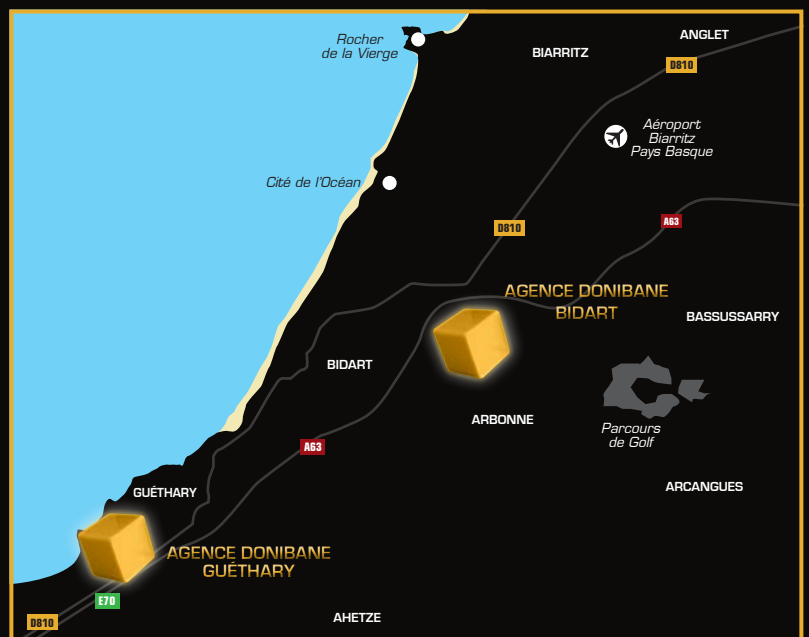 ANGLET
Rocher
de la Vierge
BIARRITZ
D810
Aéroport
Biarritz
Pays Basque
Cité de l'Océan
A63
D810
AGENCE DONIBANE
BIDART
BASSUSSARRY
BIDART
ARBONNE
Parcours
de Golf
A63
ARCANGUES
GUÉTHARY
AGENCE DONIBANE
GUÉTHARY
E70
D810
AHETZE